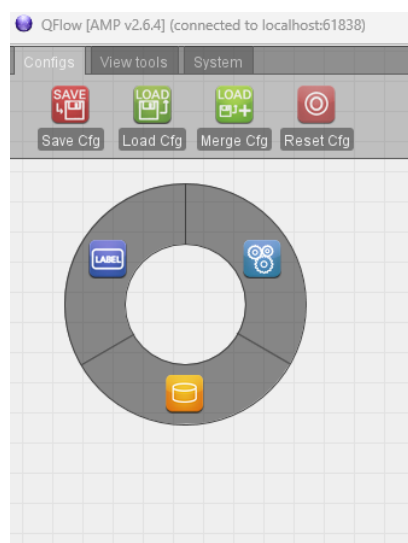 QFlow [AMP v2.6.4] (connected to localhost:61838)
Configs View tools System
SAVE LOAD LOAD
Save Cfg Load Cfg Merge Cfg Reset Cfg
LABEL